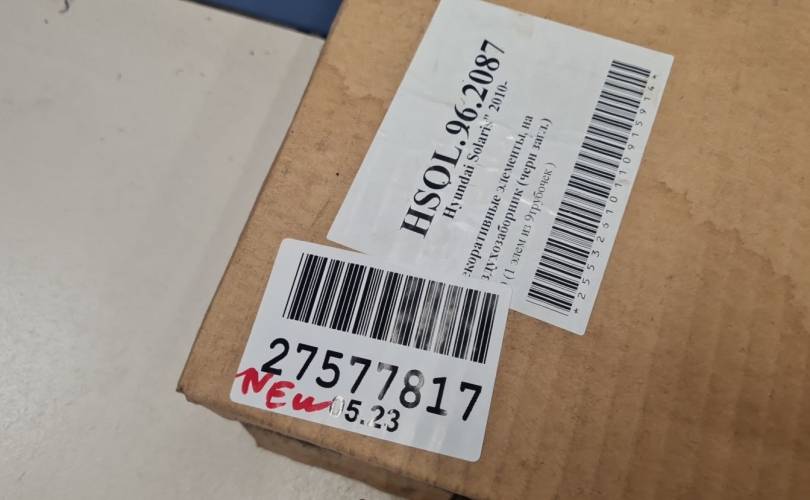 HSOL.96.2087
Hyundai Solaris" 2010-
екоративные элементы, на
здухозаборник (черн загл.)
) (1 элем из 9трубочек )
*2553261011091591４*
27577817
NEW
05.23